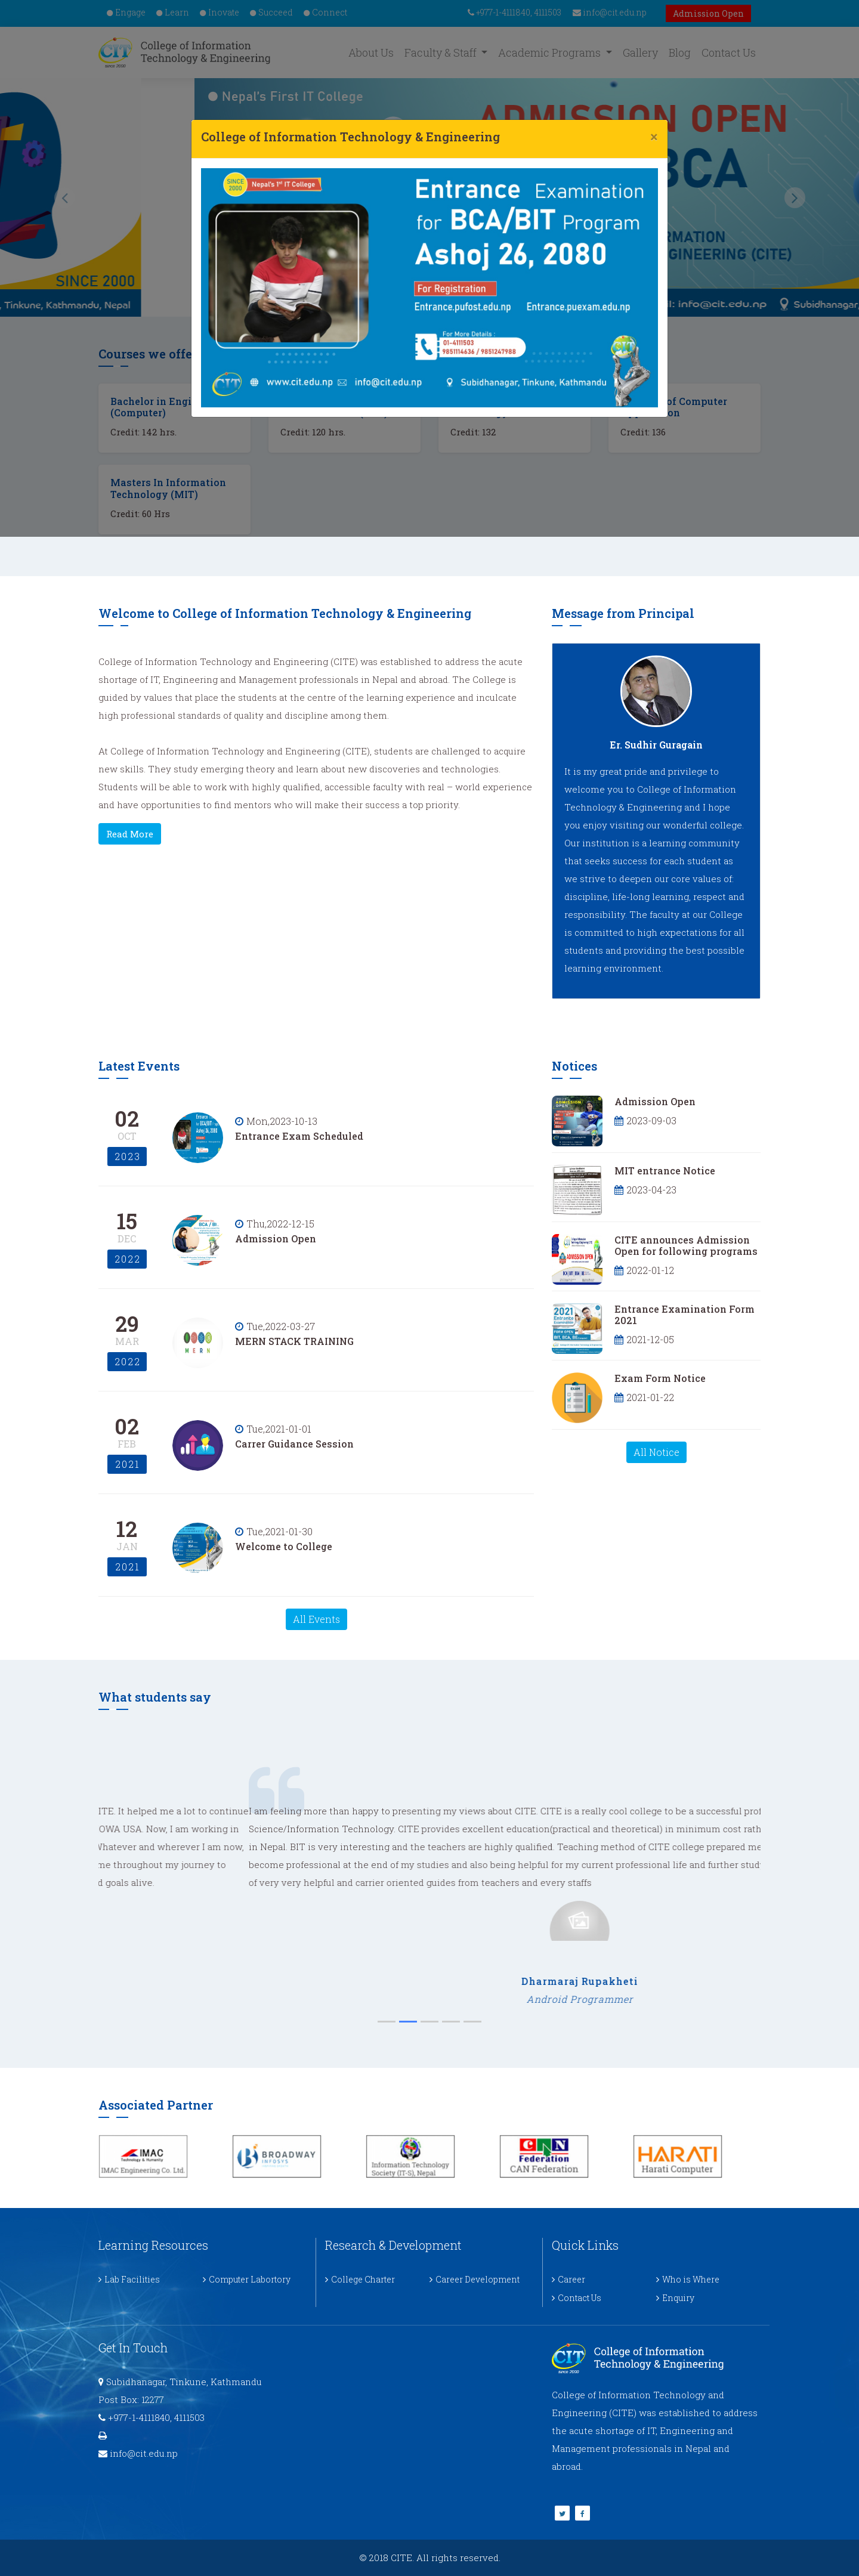 Engage Learn Inovate Succeed Connect
+977-1-4111840, 4111503 info@cit.edu.np Admission Open
CIT
since 2000
College of Information
Technology & Engineering
About Us Faculty & Staff Academic Programs Gallery Blog Contact Us
Nepal's First IT College
ADMISSION OPEN
BCA
SINCE 2000
, Tinkune, Kathmandu, Nepal
College of Information Technology & Engineering
×
SINCE 2000
Nepal's 1st IT College
Entrance Examination
for BCA/BIT Program
Ashoj 26, 2080
For Registration
Entrance.pufost.edu.np Entrance.puexam.edu.np
For More Details :
01-4111503
9851114636 / 9851247988
CIT
www.cit.edu.np info@cit.edu.np Subidhanagar, Tinkune, Kathmandu
ENGINEERING (CITE)
info@cit.edu.np Subidhanagar,
Courses we offe
Bachelor in Engi
(Computer)
Credit: 142 hrs.
Credit: 120 hrs.
Credit: 132
of Computer
Credit: 136
Masters In Information
Technology (MIT)
Credit: 60 Hrs
Welcome to College of Information Technology & Engineering
College of Information Technology and Engineering (CITE) was established to address the acute
shortage of IT, Engineering and Management professionals in Nepal and abroad. The College is
guided by values that place the students at the centre of the learning experience and inculcate
high professional standards of quality and discipline among them.
At College of Information Technology and Engineering (CITE), students are challenged to acquire
new skills. They study emerging theory and learn about new discoveries and technologies.
Students will be able to work with highly qualified, accessible faculty with real – world experience
and have opportunities to find mentors who will make their success a top priority.
Read More
Message from Principal
Er. Sudhir Guragain
It is my great pride and privilege to
welcome you to College of Information
Technology & Engineering and I hope
you enjoy visiting our wonderful college.
Our institution is a learning community
that seeks success for each student as
we strive to deepen our core values of:
discipline, life-long learning, respect and
responsibility. The faculty at our College
is committed to high expectations for all
students and providing the best possible
learning environment.
Latest Events
02
OCT
2023
Mon,2023-10-13
Entrance Exam Scheduled
15
DEC
2022
Thu,2022-12-15
Admission Open
29
MAR
2022
MERN
Tue,2022-03-27
MERN STACK TRAINING
02
FEB
2021
Tue,2021-01-01
Carrer Guidance Session
12
JAN
2021
Tue,2021-01-30
Welcome to College
All Events
Notices
Admission Open
2023-09-03
MIT entrance Notice
2023-04-23
CITE announces Admission
Open for following programs
2022-01-12
Entrance Examination Form
2021
2021-12-05
Exam Form Notice
2021-01-22
All Notice
What students say
ITE. It helped me a lot to continue
OWA USA. Now, I am working in
Whatever and wherever I am now,
me throughout my journey to
d goals alive.
I am feeling more than happy to presenting my views about CITE. CITE is a really cool college to be a successful prof
Science/Information Technology. CITE provides excellent education(practical and theoretical) in minimum cost rath
in Nepal. BIT is very interesting and the teachers are highly qualified. Teaching method of CITE college prepared me
become professional at the end of my studies and also being helpful for my current professional life and further stud
of very very helpful and carrier oriented guides from teachers and every staffs
Dharmaraj Rupakheti
Android Programmer
Associated Partner
IMAC
Technology & Humanity
IMAC Engineering Co. Ltd.
BROADWAY
INFOSYS
Information Technology
Society (IT-S), Nepal
CAN
Federation
CAN Federation
HARATI
Harati Computer
Learning Resources
Lab Facilities Computer Labortory
Research & Development
College Charter Career Development
Quick Links
Career Who is Where
Contact Us Enquiry
Get In Touch
Subidhanagar, Tinkune, Kathmandu
Post Box: 12277
+977-1-4111840, 4111503
info@cit.edu.np
CIT
since 2000
College of Information
Technology & Engineering
College of Information Technology and
Engineering (CITE) was established to address
the acute shortage of IT, Engineering and
Management professionals in Nepal and
abroad.
© 2018 CITE. All rights reserved.